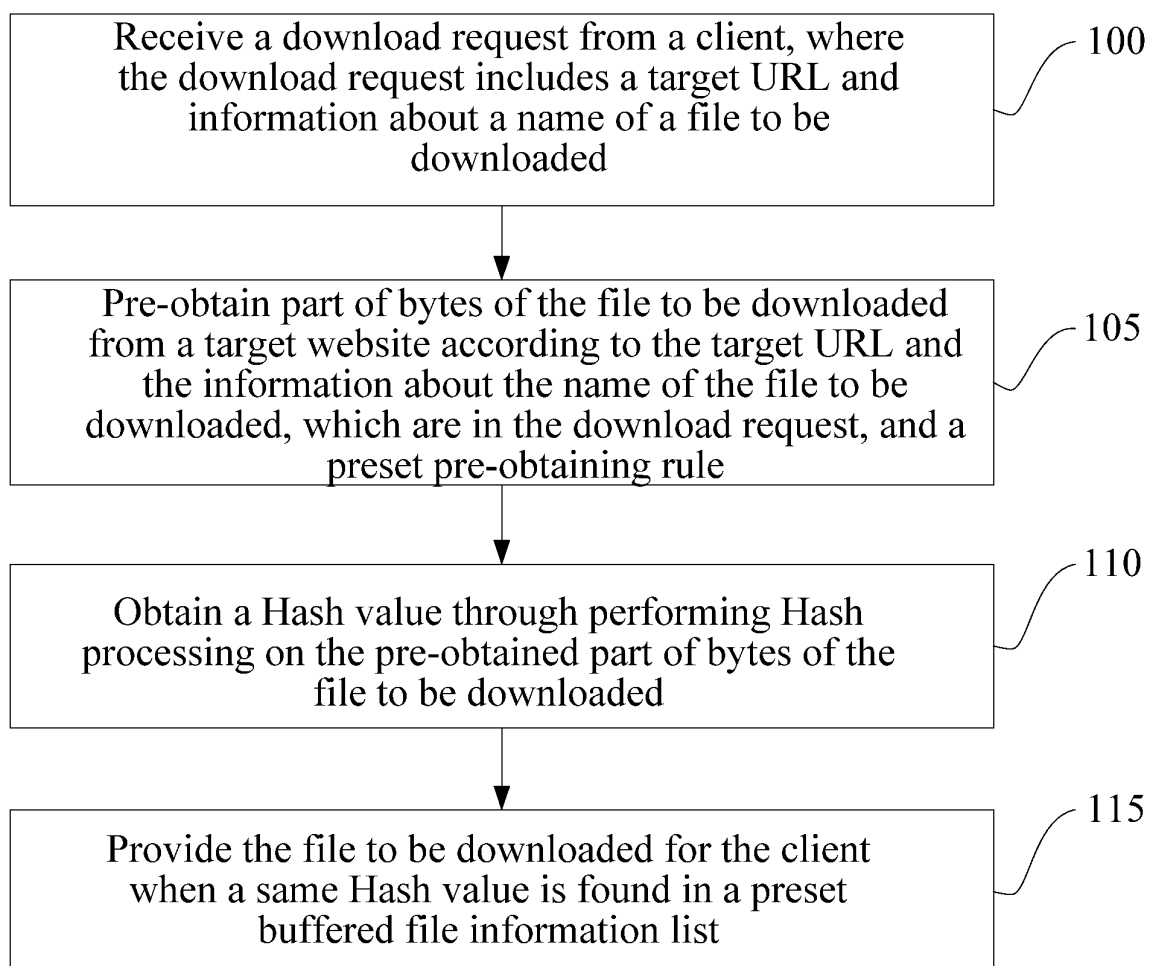 Receive a download request from a client, where
the download request includes a target URL and
information about a name of a file to be
downloaded
100
Pre-obtain part of bytes of the file to be downloaded
from a target website according to the target URL and
the information about the name of the file to be
downloaded, which are in the download request, and a
preset pre-obtaining rule
105
Obtain a Hash value through performing Hash
processing on the pre-obtained part of bytes of the
file to be downloaded
110
Provide the file to be downloaded for the client
when a same Hash value is found in a preset
buffered file information list
115